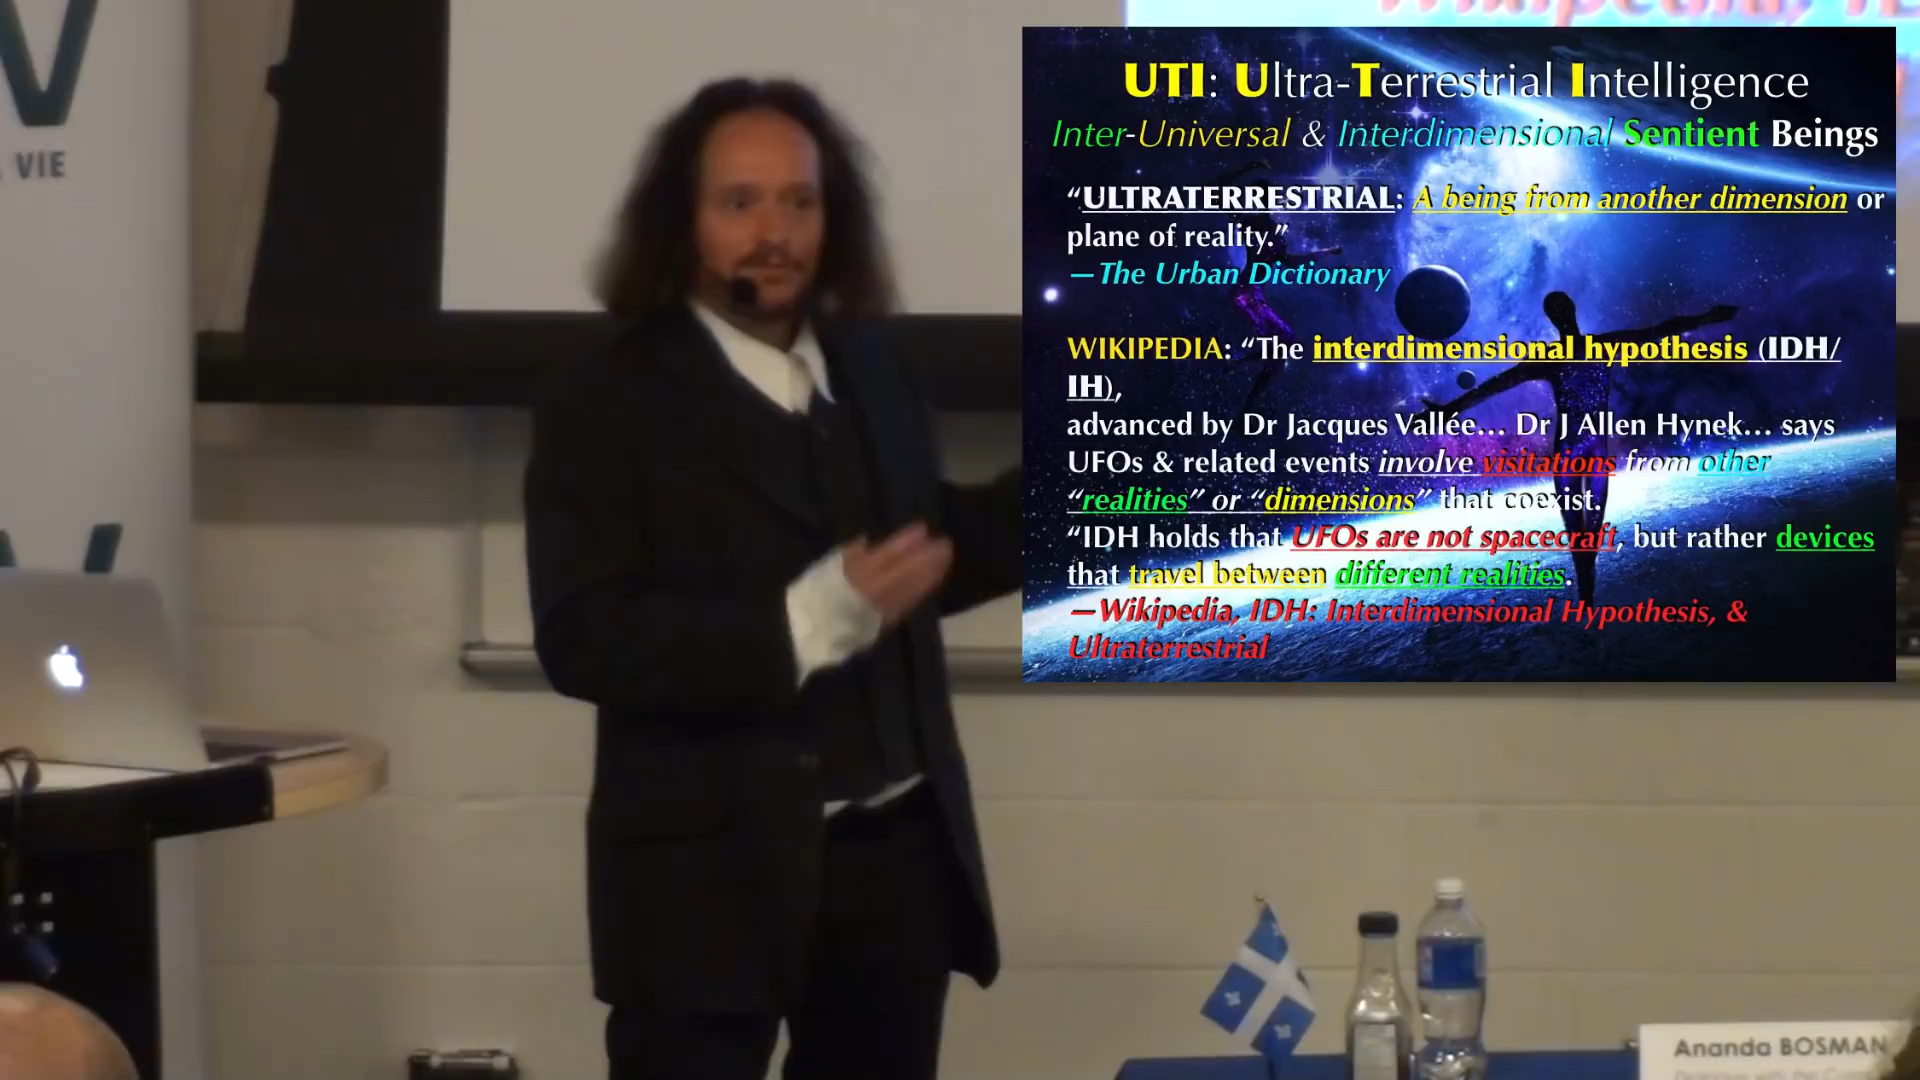 VIE
UTI: Ultra-Terrestrial Intelligence
Inter-Universal & Interdimensional Sentient Beings
“ULTRATERRESTRIAL: A being from another dimension or
plane of reality.”
—The Urban Dictionary
WIKIPEDIA: “The interdimensional hypothesis (IDH/
IH),
advanced by Dr Jacques Vallée… Dr J Allen Hynek… says
UFOs & related events involve visitations from other
“realities” or “dimensions” that coexist.
“IDH holds that UFOs are not spacecraft, but rather devices
that travel between different realities.
—Wikipedia, IDH: Interdimensional Hypothesis, &
Ultraterrestrial
Ananda BOSMAN